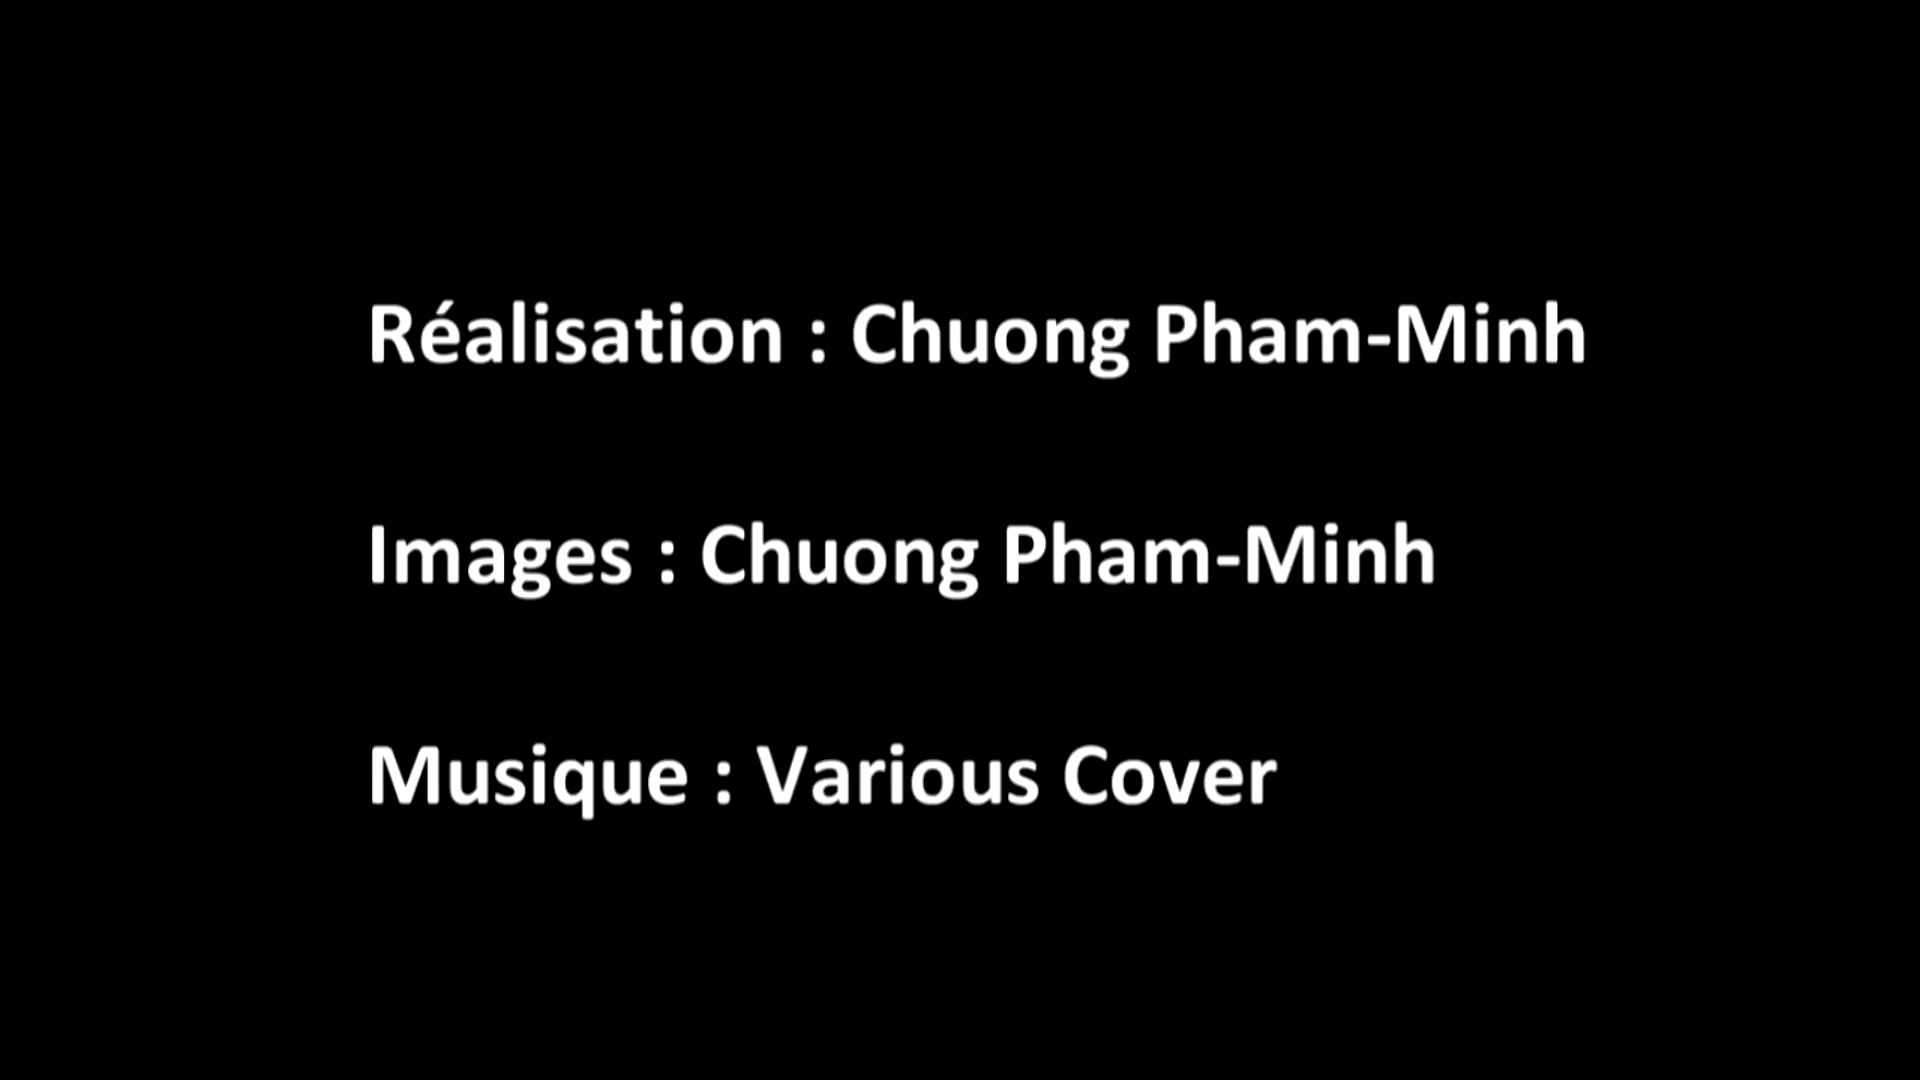 Réalisation : Chuong Pham-Minh
Images : Chuong Pham-Minh
Musique : Various Cover